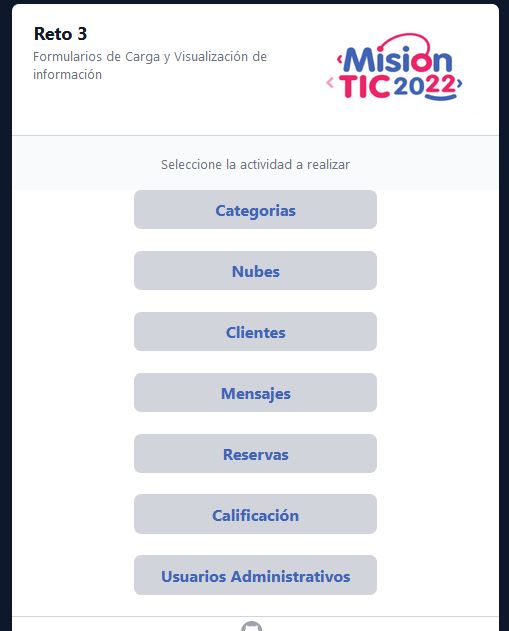 Reto 3
Formularios de Carga y Visualización de
información
Misión
TIC 2022
Seleccione la actividad a realizar
Categorias
Nubes
Clientes
Mensajes
Reservas
Calificación
Usuarios Administrativos